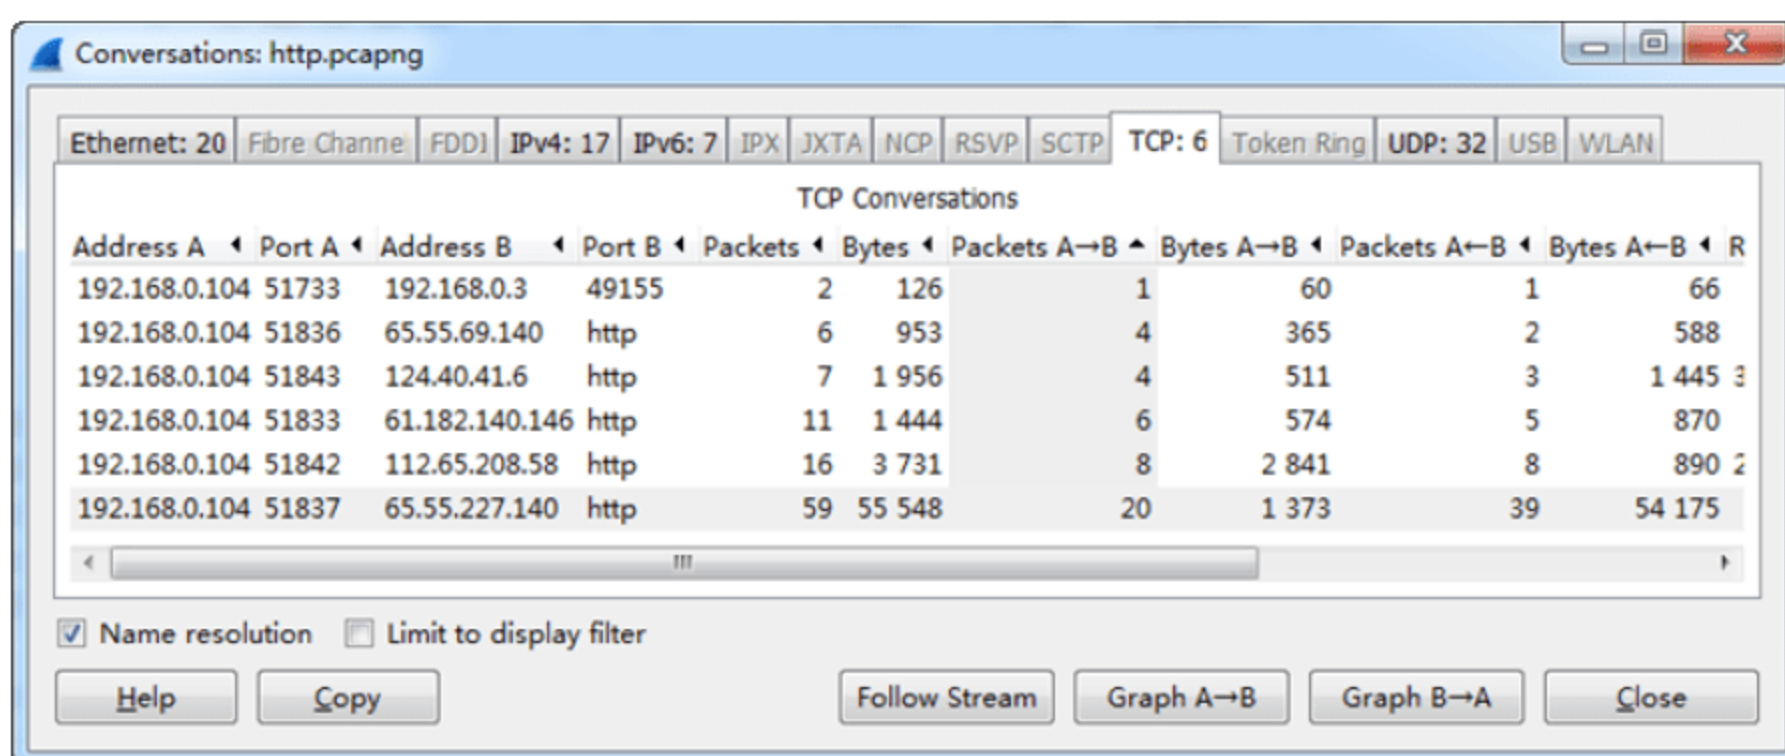 Conversations: http.pcapng
Ethernet: 20 Fibre Channe FDDI IPv4: 17 IPv6: 7 IPX JXTA NCP RSVP SCTP TCP: 6 Token Ring UDP: 32 USB WLAN
TCP Conversations
Address A Port A Address B Port B Packets Bytes Packets A→B Bytes A→B Packets A←B Bytes A←B R
192.168.0.104 51733 192.168.0.3 49155 2 126 1 60 1 66
192.168.0.104 51836 65.55.69.140 http 6 953 4 365 2 588
192.168.0.104 51843 124.40.41.6 http 7 1 956 4 511 3 1 445 3
192.168.0.104 51833 61.182.140.146 http 11 1 444 6 574 5 870
192.168.0.104 51842 112.65.208.58 http 16 3 731 8 2 841 8 890 2
192.168.0.104 51837 65.55.227.140 http 59 55 548 20 1 373 39 54 175
Name resolution Limit to display filter
Help Copy Follow Stream Graph A→B Graph B→A Close